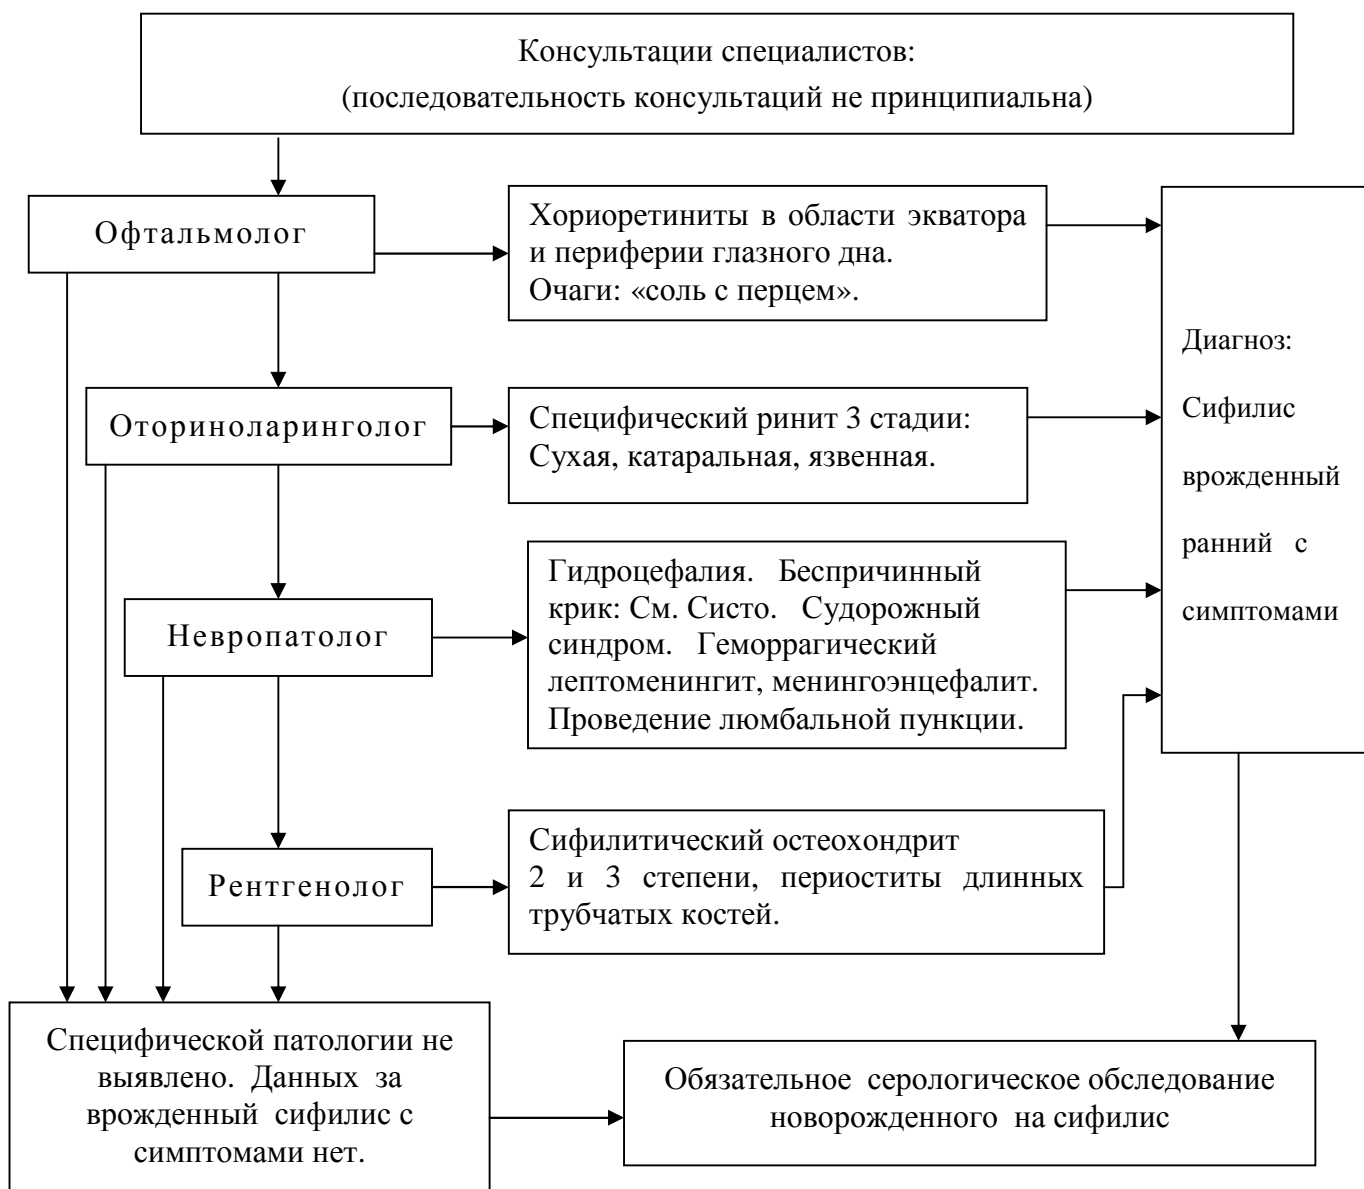 Консультации специалистов:
(последовательность консультаций не принципиальна)
Офтальмолог
Хориоретиниты в области экватора
и периферии глазного дна.
Очаги: «соль с перцем».
Оториноларинголог
Специфический ринит 3 стадии:
Сухая, катаральная, язвенная.
Невропатолог
Гидроцефалия. Беспричинный
крик: См. Систо. Судорожный
синдром. Геморрагический
лептоменингит, менингоэнцефалит.
Проведение люмбальной пункции.
Рентгенолог
Сифилитический остеохондрит
2 и 3 степени, периоститы длинных
трубчатых костей.
Диагноз:
Сифилис
врожденный
ранний с
симптомами
Специфической патологии не
выявлено. Данных за
врожденный сифилис с
симптомами нет.
Обязательное серологическое обследование
новорожденного на сифилис